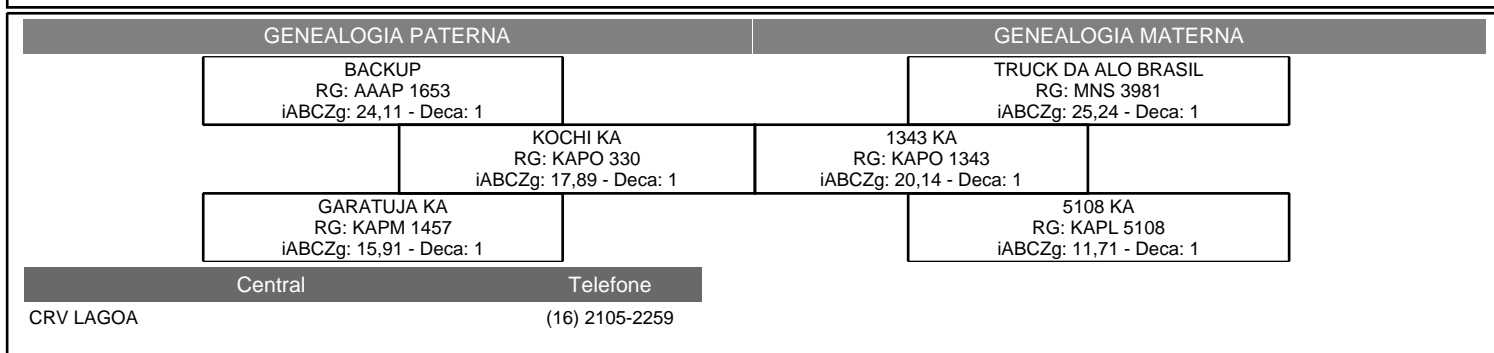 GENEALOGIA PATERNA
GENEALOGIA MATERNA
BACKUP
RG: AAAP 1653
iABCZg: 24,11 - Deca: 1
TRUCK DA ALO BRASIL
RG: MNS 3981
iABCZg: 25,24 - Deca: 1
KOCHI KA
RG: KAPO 330
iABCZg: 17,89 - Deca: 1
1343 KA
RG: KAPO 1343
iABCZg: 20,14 - Deca: 1
GARATUJA KA
RG: KAPM 1457
iABCZg: 15,91 - Deca: 1
5108 KA
RG: KAPL 5108
iABCZg: 11,71 - Deca: 1
Central Telefone
CRV LAGOA (16) 2105-2259